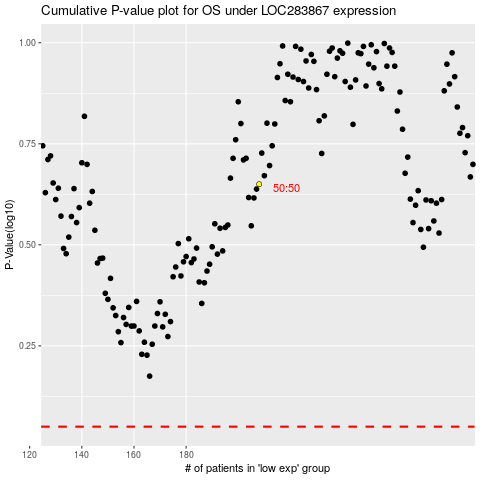 Cumulative P-value plot for OS under LOC283867 expression
1.00
0.75
0.50
0.25
P-Value(log10)
50:50
120 140 160 180
# of patients in 'low exp' group